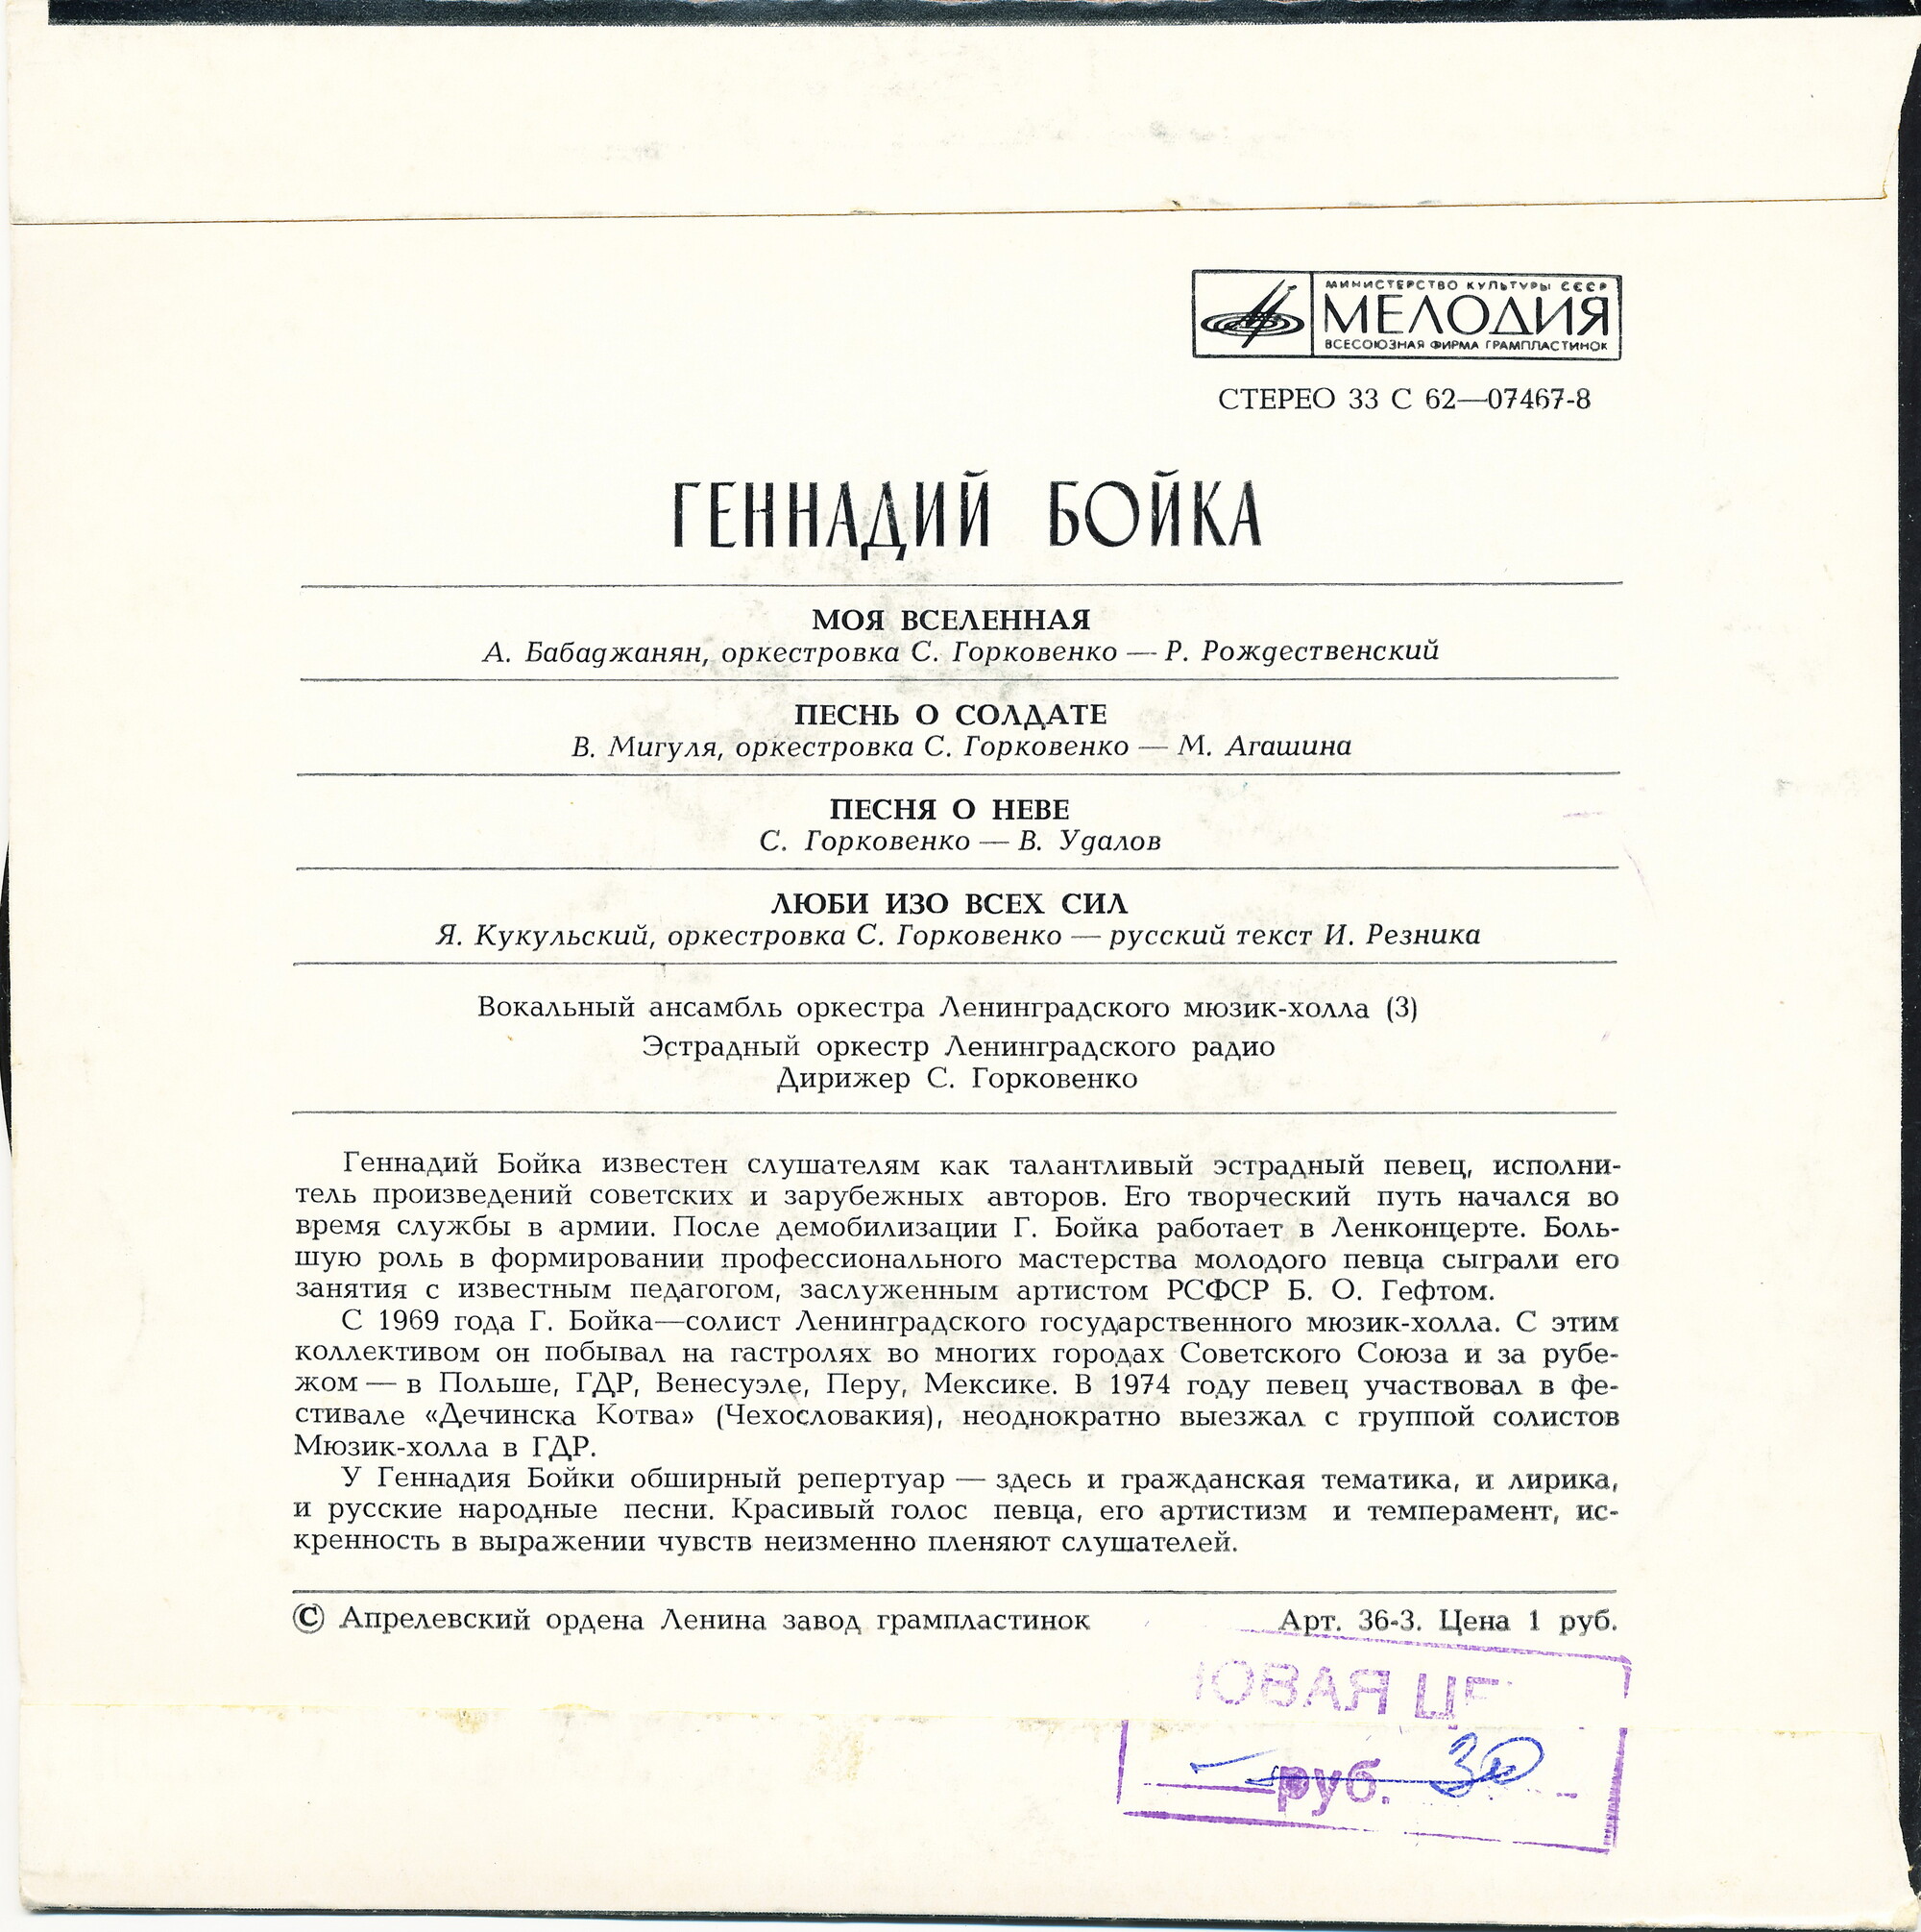 МИНИСТЕРСТВО КУЛЬТУРЫ СССР
МЕЛОДИЯ
ВСЕСОЮЗНАЯ ФИРМА ГРАМПЛАСТИНОК
СТЕРЕО 33 С 62—07467-8
ГЕННАДИЙ БОЙКА
МОЯ ВСЕЛЕННАЯ
А. Бабаджанян, оркестровка С. Горковенко — Р. Рождественский
ПЕСНЬ О СОЛДАТЕ
В. Мигуля, оркестровка С. Горковенко — М. Агашина
ПЕСНЯ О НЕВЕ
С. Горковенко — В. Удалов
ЛЮБИ ИЗО ВСЕХ СИЛ
Я. Кукульский, оркестровка С. Горковенко — русский текст И. Резника
Вокальный ансамбль оркестра Ленинградского мюзик-холла (3)
Эстрадный оркестр Ленинградского радио
Дирижер С. Горковенко
Геннадий Бойка известен слушателям как талантливый эстрадный певец, исполни-
тель произведений советских и зарубежных авторов. Его творческий путь начался во
время службы в армии. После демобилизации Г. Бойка работает в Ленконцерте. Боль-
шую роль в формировании профессионального мастерства молодого певца сыграли его
занятия с известным педагогом, заслуженным артистом РСФСР Б. О. Гефтом.
С 1969 года Г. Бойка—солист Ленинградского государственного мюзик-холла. С этим
коллективом он побывал на гастролях во многих городах Советского Союза и за рубе-
жом — в Польше, ГДР, Венесуэле, Перу, Мексике. В 1974 году певец участвовал в фе-
стивале «Дечинска Котва» (Чехословакия), неоднократно выезжал с группой солистов
Мюзик-холла в ГДР.
У Геннадия Бойки обширный репертуар — здесь и гражданская тематика, и лирика,
и русские народные песни. Красивый голос певца, его артистизм и темперамент, ис-
кренность в выражении чувств неизменно пленяют слушателей.
© Апрелевский ордена Ленина завод грампластинок
Арт. 36-3. Цена 1 руб.
ОВАЯ ЦЕ
руб. 30